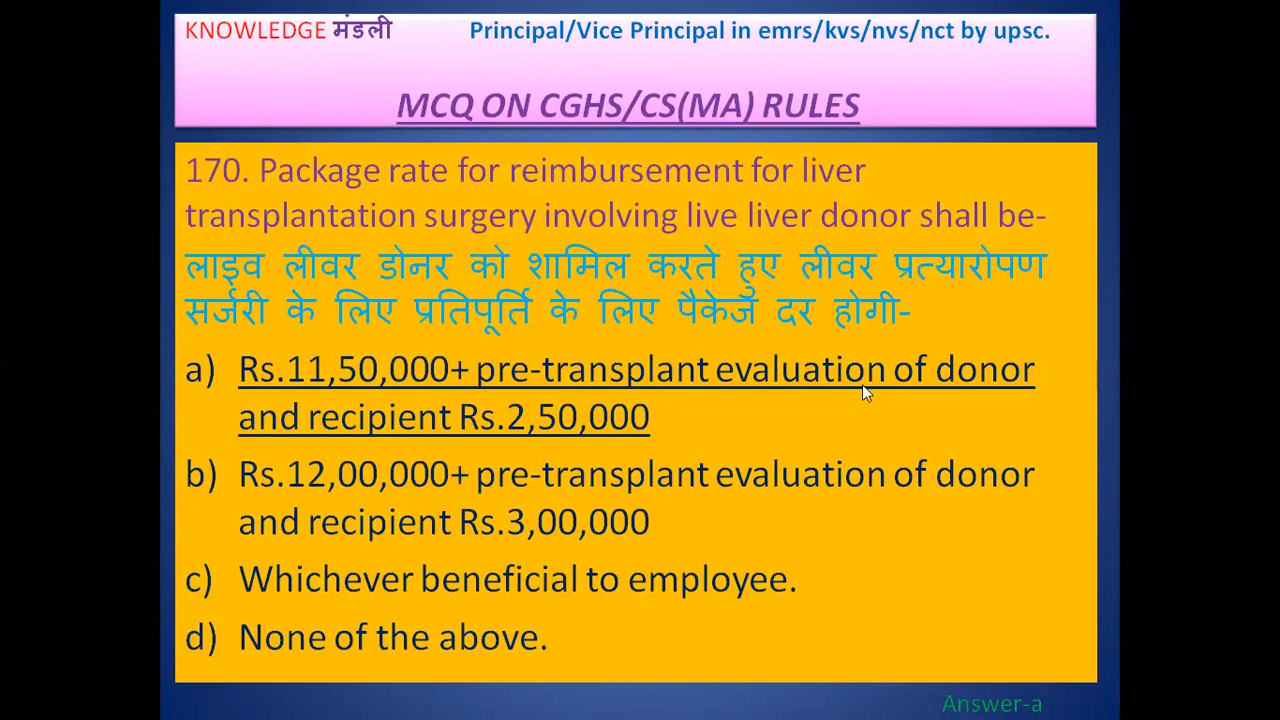 KNOWLEDGE मंडली
Principal/Vice Principal in emrs/kvs/nvs/nct by upsc.
MCQ ON CGHS/CS(MA) RULES
170. Package rate for reimbursement for liver
transplantation surgery involving live liver donor shall be-
लाइव लीवर डोनर को शामिल करते हुए लीवर प्रत्यारोपण
सर्जरी के लिए प्रतिपूर्ति के लिए पैकेज दर होगी-
a) Rs.11,50,000+ pre-transplant evaluation of donor
and recipient Rs.2,50,000
b) Rs.12,00,000+ pre-transplant evaluation of donor
and recipient Rs.3,00,000
c) Whichever beneficial to employee.
d) None of the above.
Answer-a